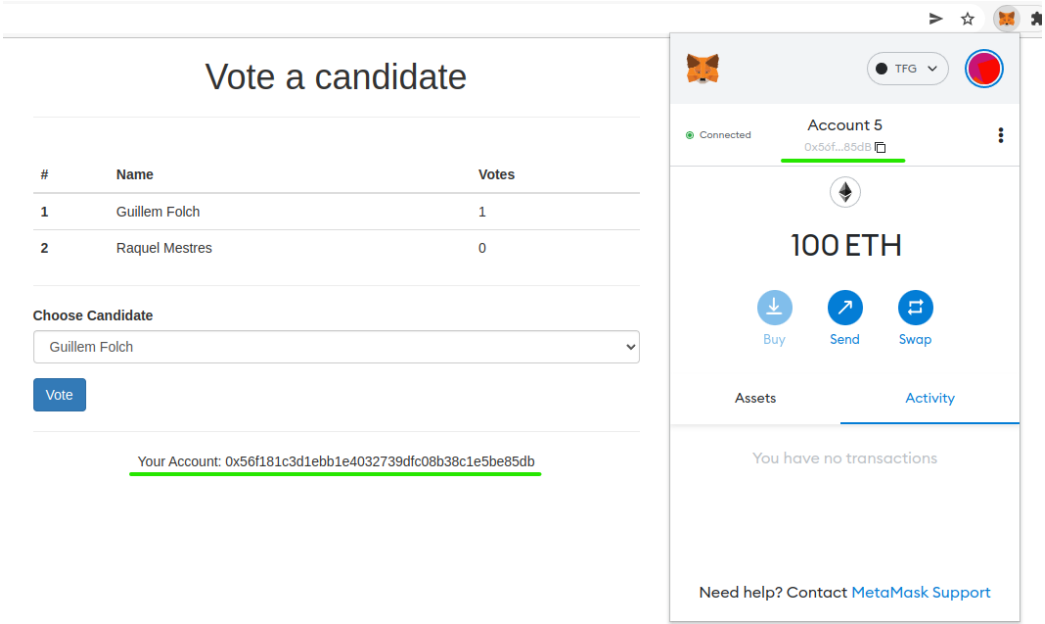 Vote a candidate
# Name Votes
1 Guillem Folch 1
2 Raquel Mestres 0
Choose Candidate
Guillem Folch
Vote
Your Account: 0x56f181c3d1ebb1e4032739dfc08b38c1e5be85db
TFG
Connected
Account 5
0x56f...85dB
100 ETH
Buy Send Swap
Assets Activity
You have no transactions
Need help? Contact MetaMask Support